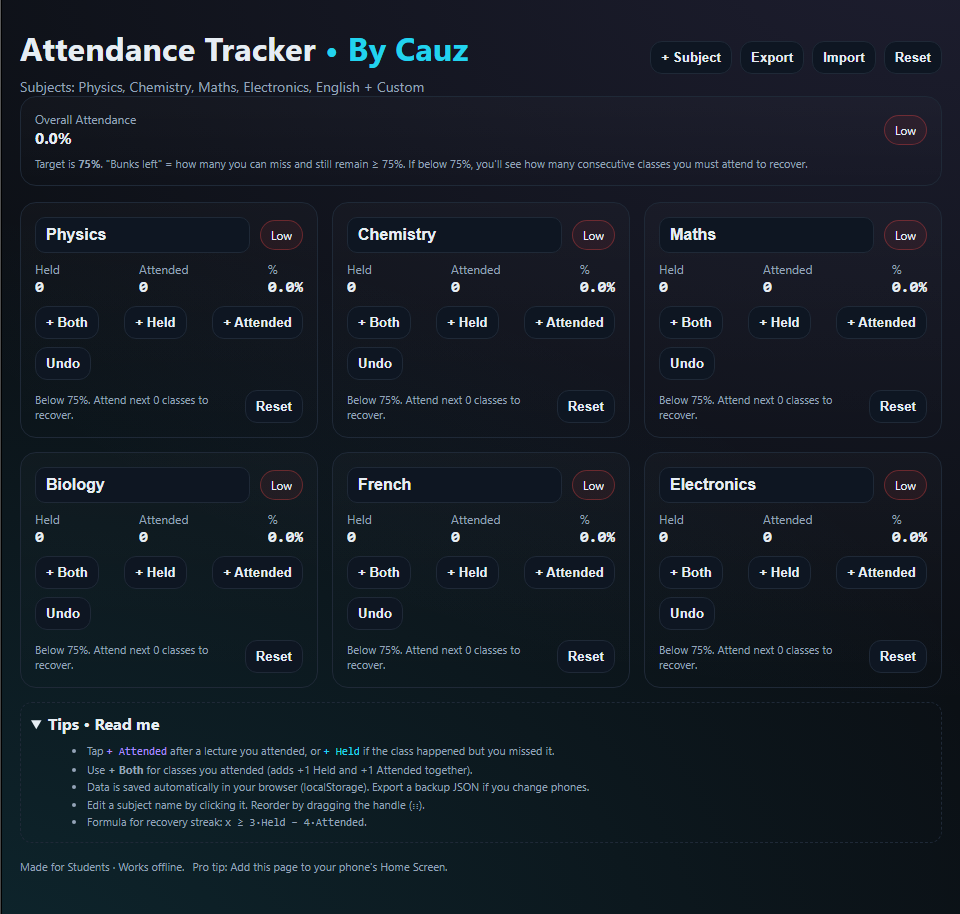 Attendance Tracker • By Cauz
+ Subject
Export
Import
Reset
Subjects: Physics, Chemistry, Maths, Electronics, English + Custom
Overall Attendance
0.0%
Low
Target is 75%. "Bunks left" = how many you can miss and still remain ≥ 75%. If below 75%, you'll see how many consecutive classes you must attend to recover.
Physics
Low
Held Attended %
0 0 0.0%
+ Both + Held + Attended
Undo
Below 75%. Attend next 0 classes to
recover.
Reset
Chemistry
Low
Held Attended %
0 0 0.0%
+ Both + Held + Attended
Undo
Below 75%. Attend next 0 classes to
recover.
Reset
Maths
Low
Held Attended %
0 0 0.0%
+ Both + Held + Attended
Undo
Below 75%. Attend next 0 classes to
recover.
Reset
Biology
Low
Held Attended %
0 0 0.0%
+ Both + Held + Attended
Undo
Below 75%. Attend next 0 classes to
recover.
Reset
French
Low
Held Attended %
0 0 0.0%
+ Both + Held + Attended
Undo
Below 75%. Attend next 0 classes to
recover.
Reset
Electronics
Low
Held Attended %
0 0 0.0%
+ Both + Held + Attended
Undo
Below 75%. Attend next 0 classes to
recover.
Reset
▼ Tips • Read me
• Tap + Attended after a lecture you attended, or + Held if the class happened but you missed it.
• Use + Both for classes you attended (adds +1 Held and +1 Attended together).
• Data is saved automatically in your browser (localStorage). Export a backup JSON if you change phones.
• Edit a subject name by clicking it. Reorder by dragging the handle (⁝⁝).
• Formula for recovery streak: x ≥ 3·Held − 4·Attended.
Made for Students · Works offline. Pro tip: Add this page to your phone's Home Screen.